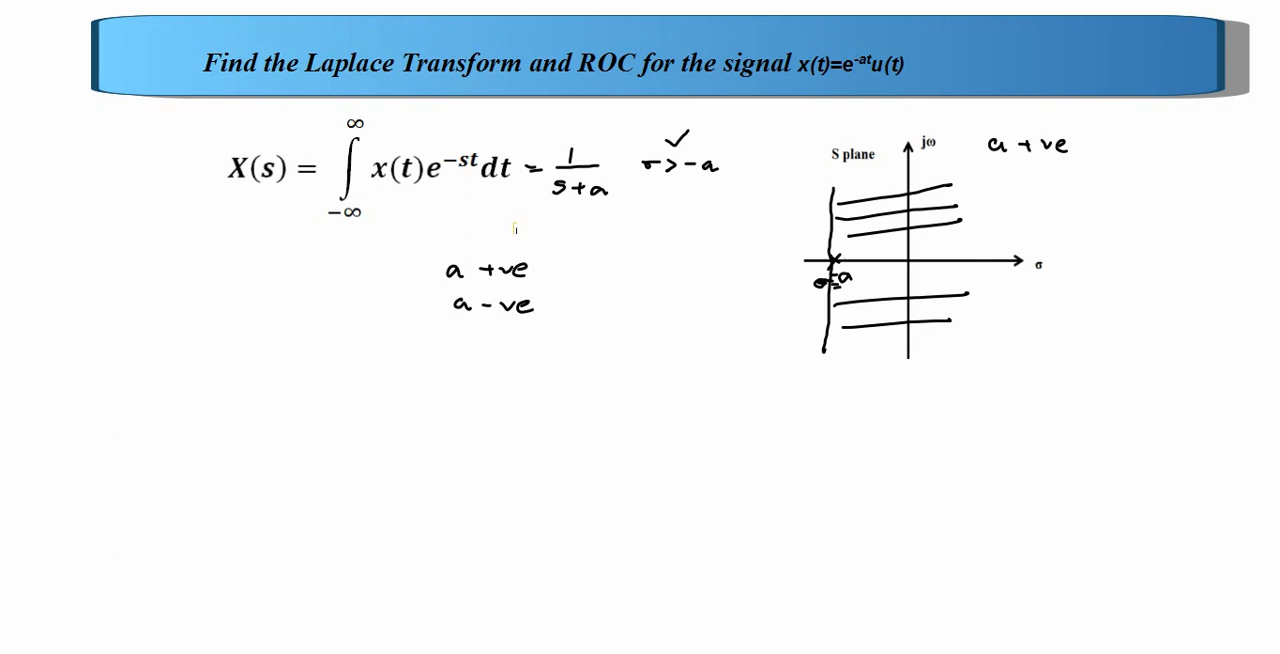 Find the Laplace Transform and ROC for the signal x(t)=e^-at u(t)
X(s) = ∫_{-∞}^{∞} x(t)e^{-st}dt = 1/(s+a)   σ > -a ✓
a +ve
a -ve
S plane
jω
a +ve
σ
σ=-a